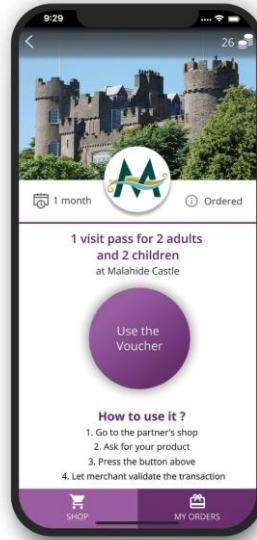 9:29
26
1 month
M
Ordered
1 visit pass for 2 adults
and 2 children
at Malahide Castle
Use the
Voucher
How to use it ?
1. Go to the partner's shop
2. Ask for your product
3. Press the button above
4. Let merchant validate the transaction
SHOP
MY ORDERS